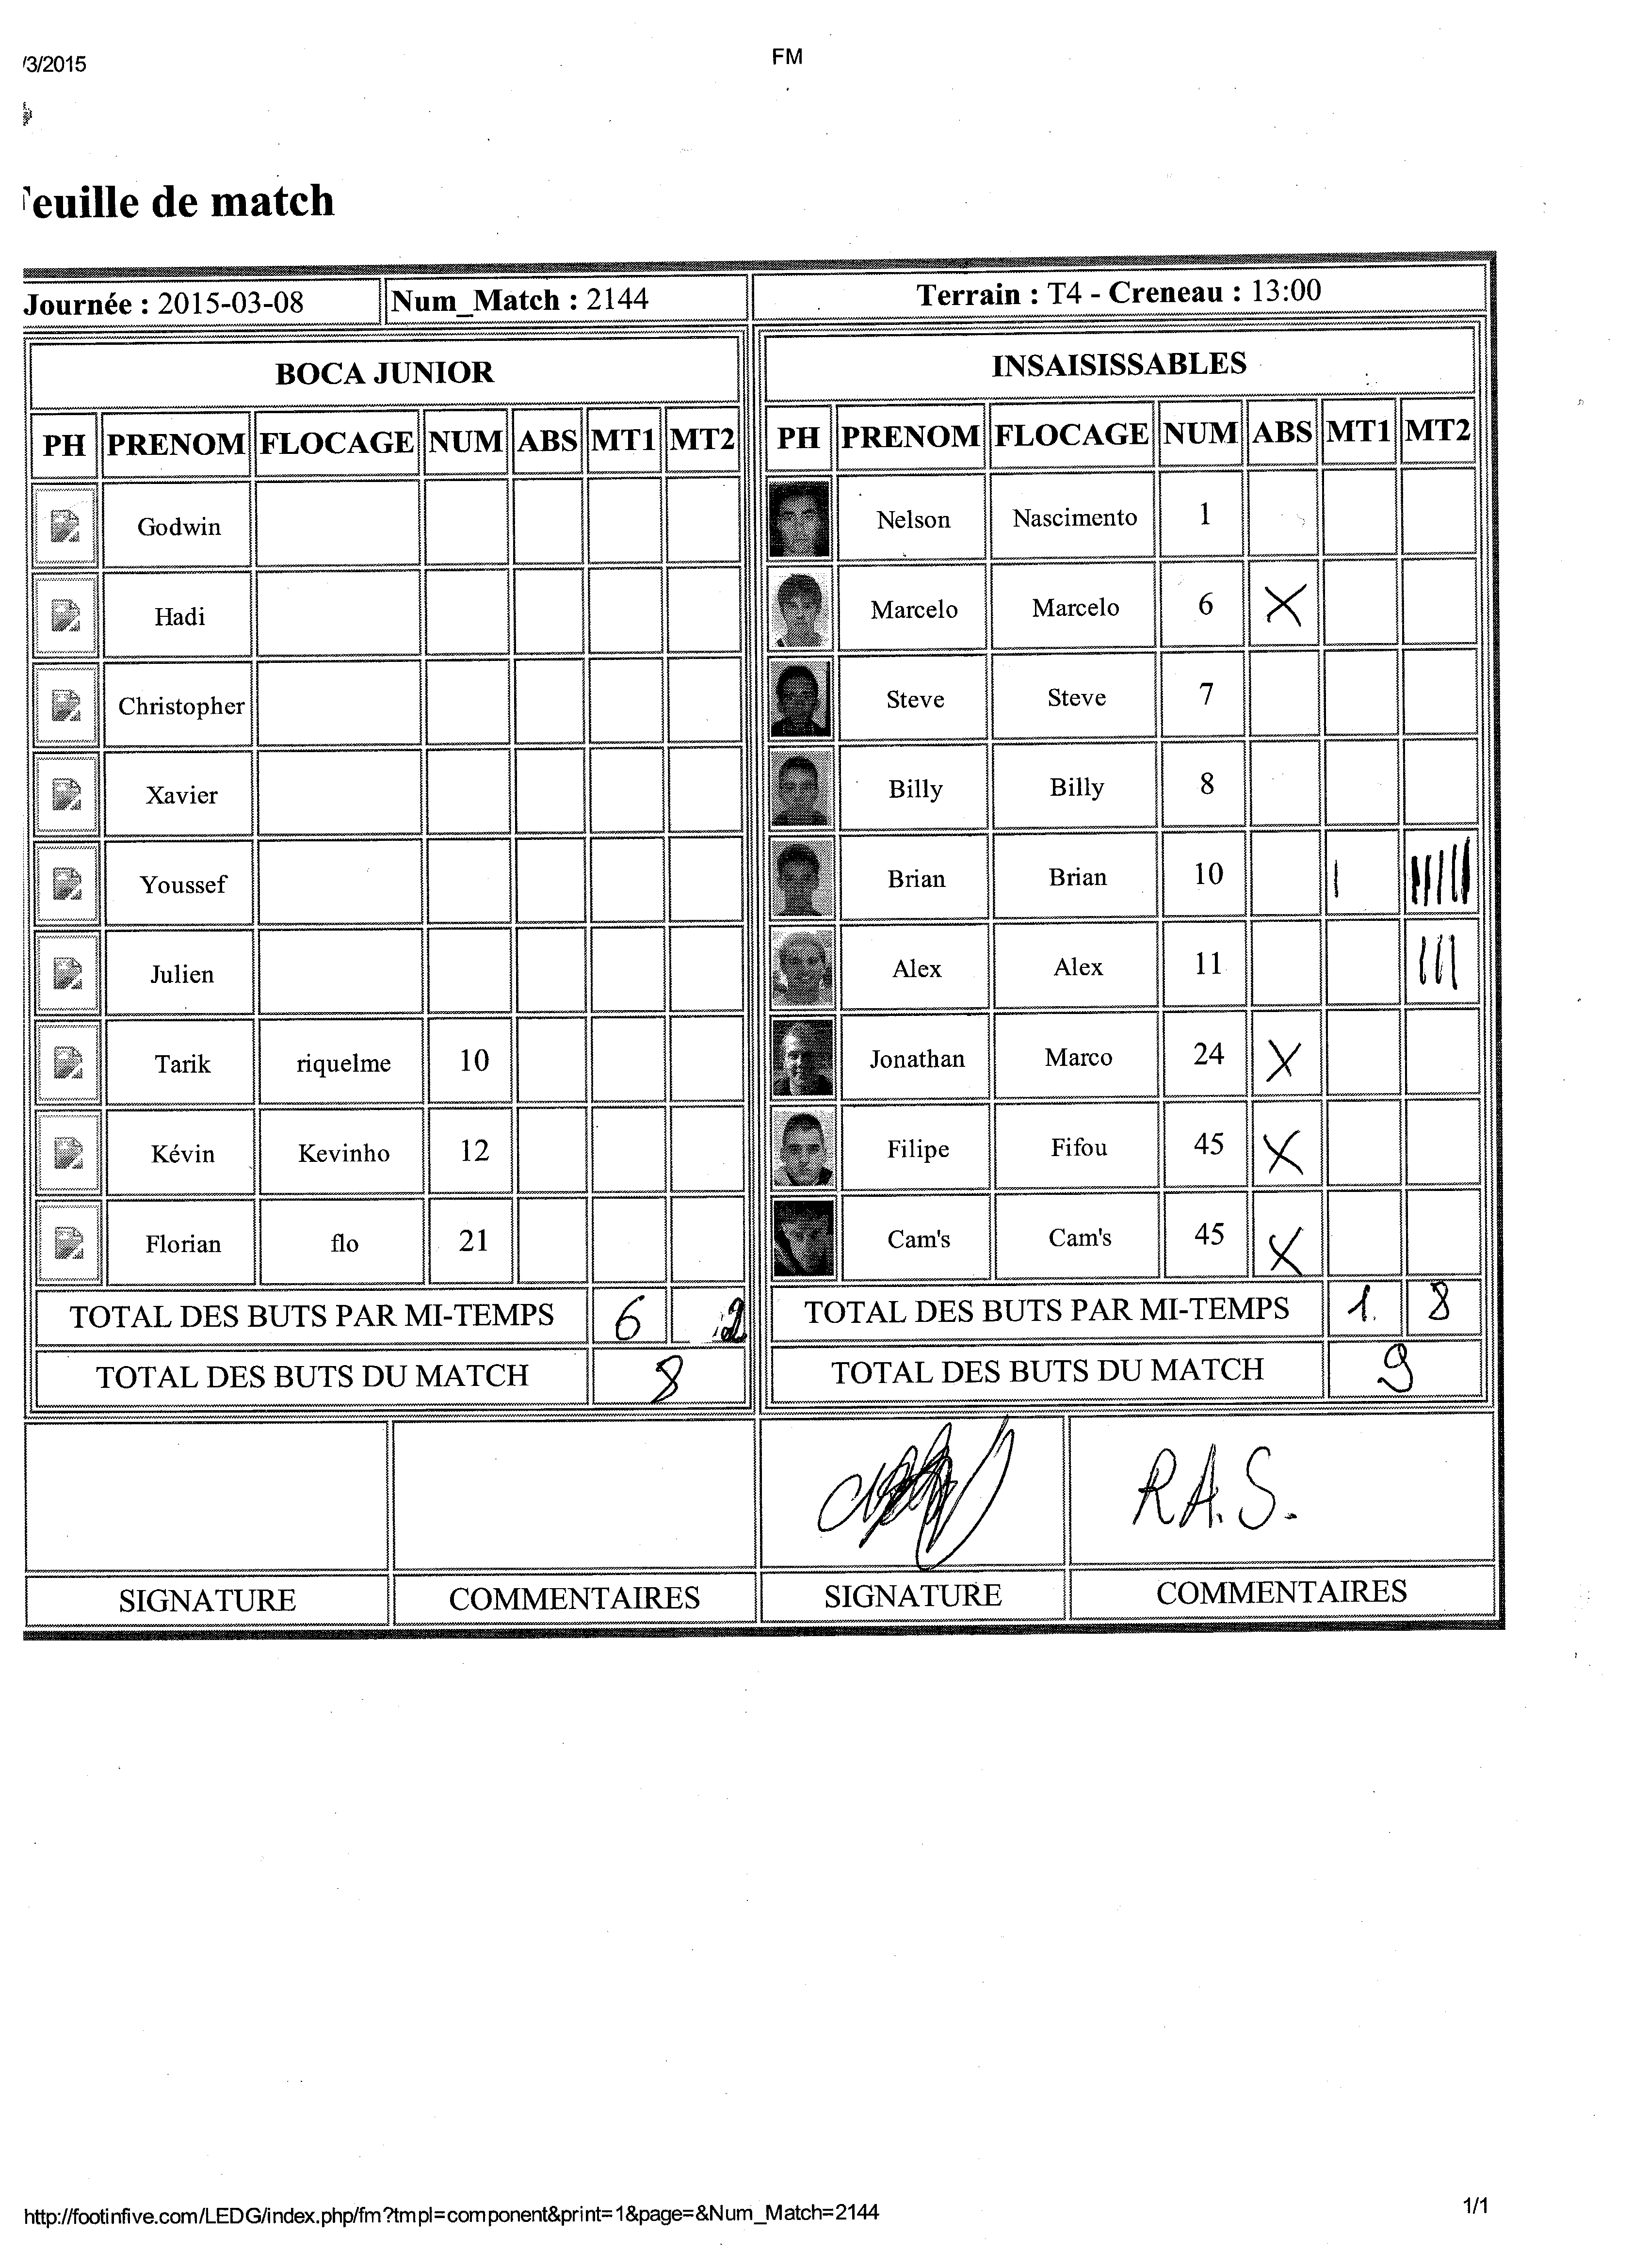 /3/2015
FM
Feuille de match
Journée : 2015-03-08 Num_Match : 2144 Terrain : T4 - Creneau : 13:00
BOCA JUNIOR
PH PRENOM FLOCAGE NUM ABS MT1 MT2
Godwin
Hadi
Christopher
Xavier
Youssef
Julien
Tarik riquelme 10
Kévin Kevinho 12
Florian flo 21
TOTAL DES BUTS PAR MI-TEMPS 6 2
TOTAL DES BUTS DU MATCH 8
SIGNATURE COMMENTAIRES
INSAISISSABLES
PH PRENOM FLOCAGE NUM ABS MT1 MT2
Nelson Nascimento 1
Marcelo Marcelo 6 X
Steve Steve 7
Billy Billy 8
Brian Brian 10 |
Alex Alex 11 |||
Jonathan Marco 24 X
Filipe Fifou 45 X
Cam's Cam's 45 X
TOTAL DES BUTS PAR MI-TEMPS 1. 8
TOTAL DES BUTS DU MATCH 9
R.A.S.
SIGNATURE COMMENTAIRES
http://footinfive.com/LEDG/index.php/fm?tmpl=component&print=1&page=&Num_Match=2144
1/1